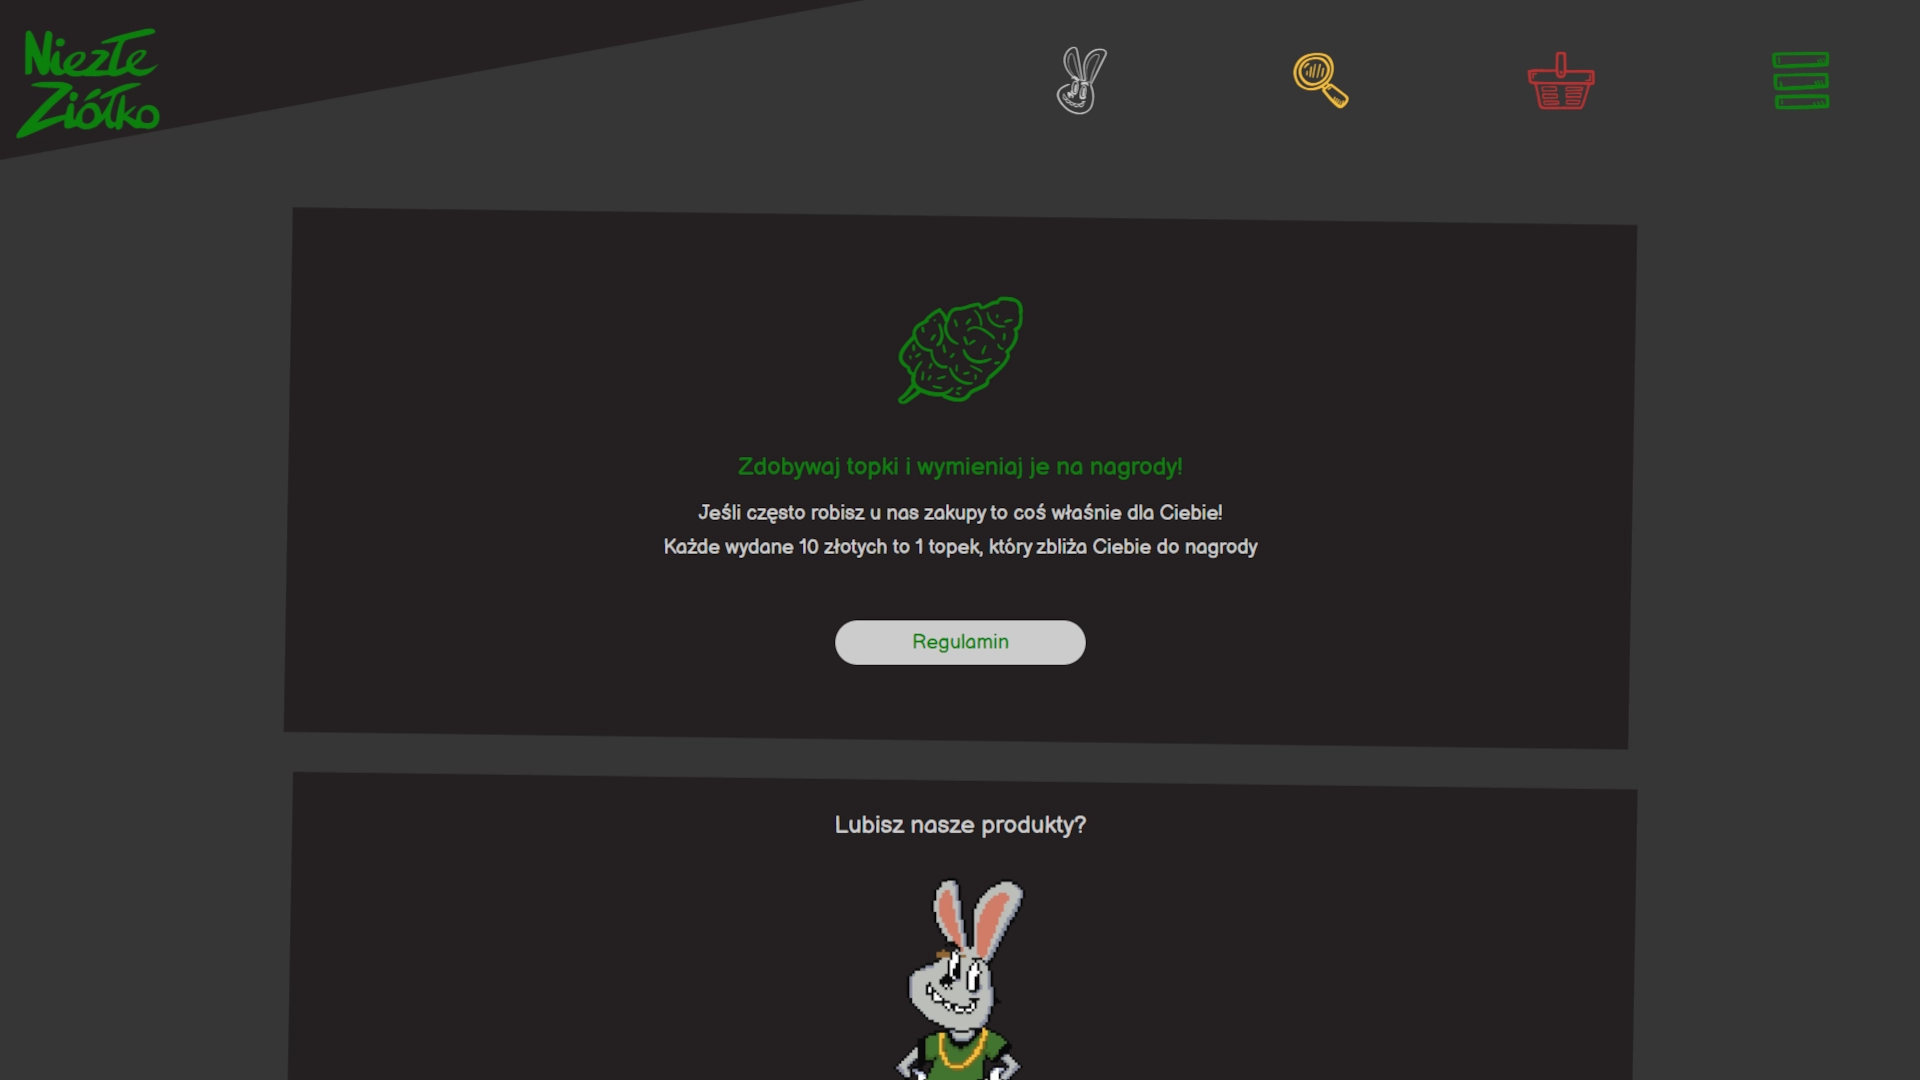 Niezłe
Ziółko
Zdobywaj topki i wymieniaj je na nagrody!
Jeśli często robisz u nas zakupy to coś właśnie dla Ciebie!
Każde wydane 10 złotych to 1 topek, który zbliża Ciebie do nagrody
Regulamin
Lubisz nasze produkty?